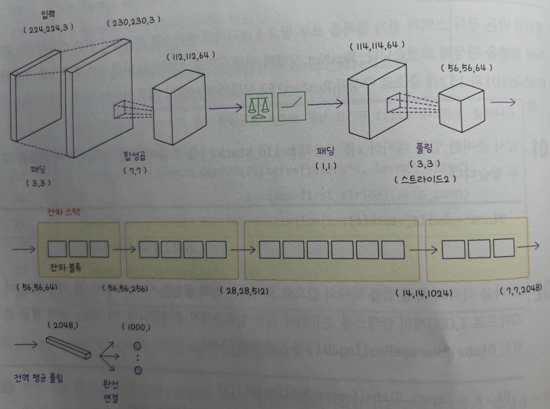 입력
(224,224,3)
(230,230,3)
(112,112,64)
(114,114,64)
(56,56,64)
패딩
(3,3)
합성곱
(7,7)
패딩
(1,1)
풀링
(3,3)
(스트라이드2)
잔차 스택
잔차 블록
(56,56,64)
(56,56,256)
(28,28,512)
(14,14,1024)
(7,7,2048)
(2048,)
(1000,)
전역 평균 풀링
완전
연결